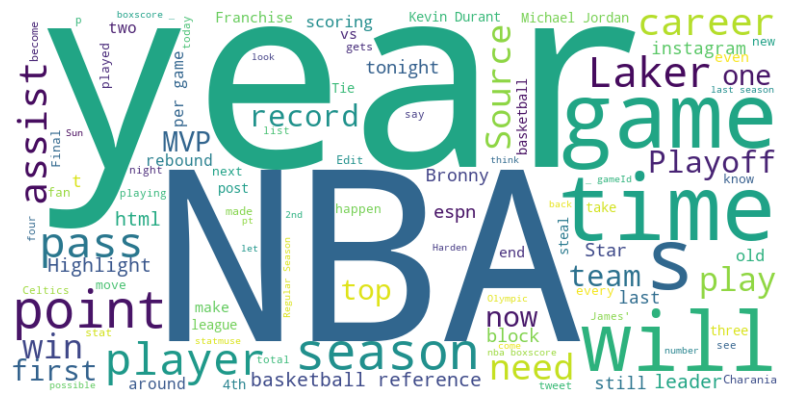 p
boxscore
_
Franchise
Kevin Durant
Michael Jordan
career
become
two
played
today
year
scoring
vs
gets
tonight
Source
instagram
new
even
Laker
one
last season
assist
per game
look
Tie
record
say
list
basketball
game
MVP
rebound
Final
Sun
night
fan
t
playing
next
post
Edit
Bronny
think
Playoff
know
_ gameId
NBA
time
html
made
pt
2nd
happen
espn
Harden
end
back
steal
take
four
pass
Highlight
let
Regular Season
Star
s
old
team
last
every
play
Celtics
move
stat
point
make
league
statmuse
top
Olympic
now
block
James'
will
three
win
first
player
season
nba boxscore
come
need
number
see
possible
around
4th
total
basketball reference
tweet
still
leader
Charania